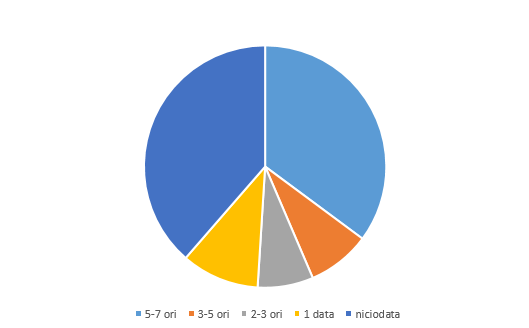 5-7 ori 3-5 ori 2-3 ori 1 data niciodata